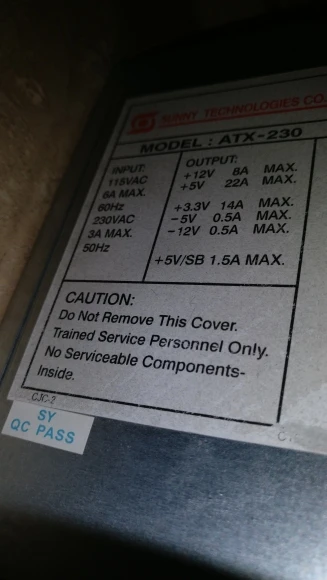 SUNNY TECHNOLOGIES CO.
MODEL : ATX-230
INPUT:
115VAC
6A MAX.
60Hz
230VAC
3A MAX.
50Hz
OUTPUT:
+12V 8A MAX.
+5V 22A MAX.
+3.3V 14A MAX.
-5V 0.5A MAX.
-12V 0.5A MAX.
+5V/SB 1.5A MAX.
CAUTION:
Do Not Remove This Cover.
Trained Service Personnel Only.
No Serviceable Components-
Inside.
CJC-2
SY
QC PASS